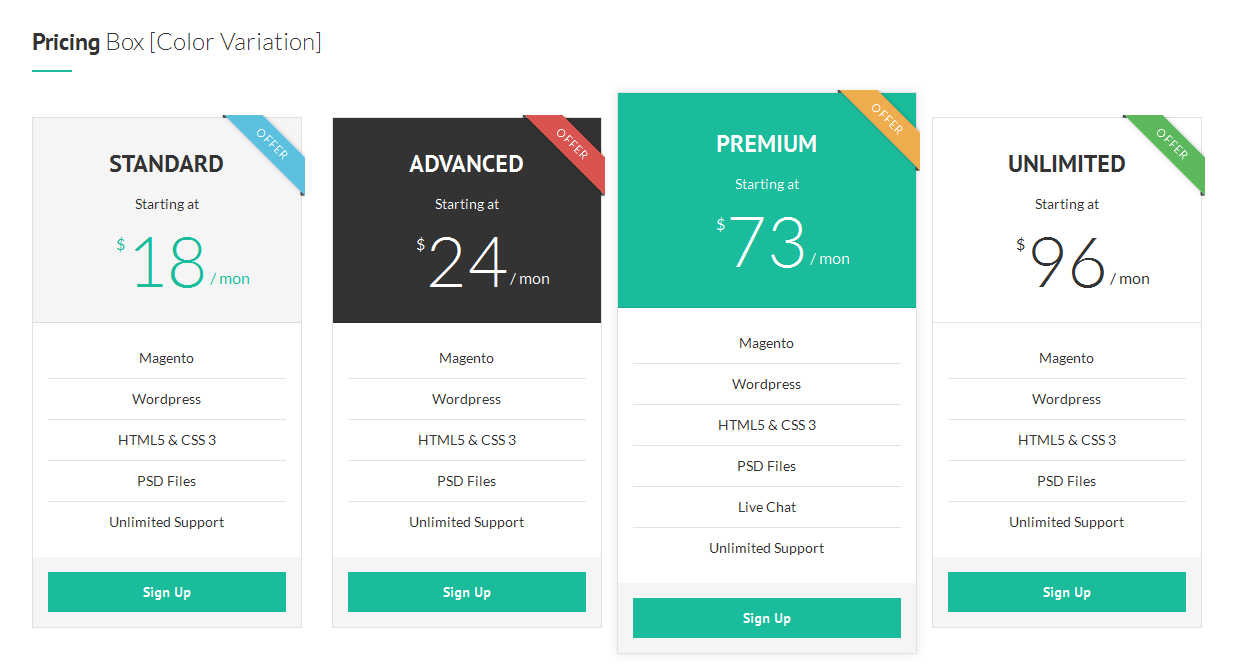 Pricing Box [Color Variation]
OFFER
STANDARD
Starting at
$ 18 / mon
Magento
Wordpress
HTML5 & CSS 3
PSD Files
Unlimited Support
Sign Up
OFFER
ADVANCED
Starting at
$ 24 / mon
Magento
Wordpress
HTML5 & CSS 3
PSD Files
Unlimited Support
Sign Up
OFFER
PREMIUM
Starting at
$ 73 / mon
Magento
Wordpress
HTML5 & CSS 3
PSD Files
Live Chat
Unlimited Support
Sign Up
OFFER
UNLIMITED
Starting at
$ 96 / mon
Magento
Wordpress
HTML5 & CSS 3
PSD Files
Unlimited Support
Sign Up